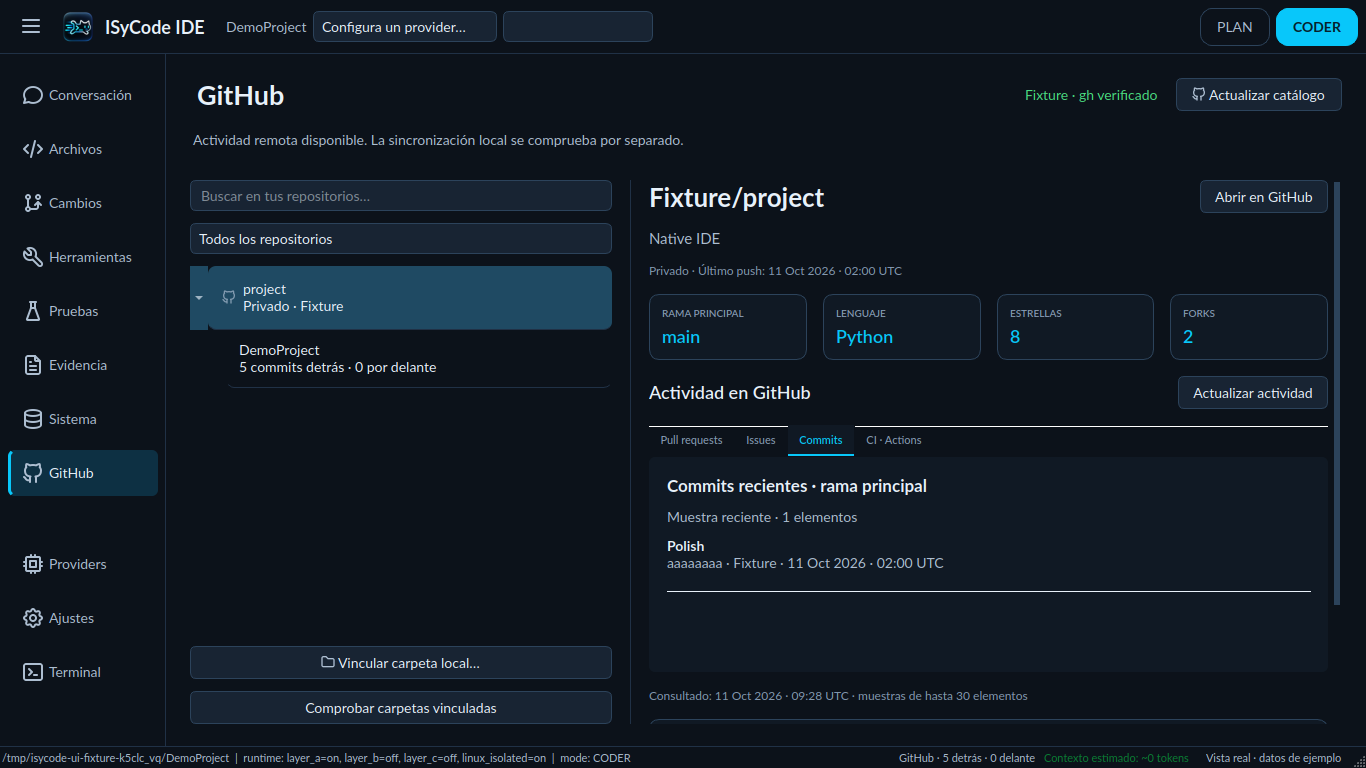 ISyCode IDE
DemoProject
Configura un provider...
PLAN
CODER
Conversación
Archivos
Cambios
Herramientas
Pruebas
Evidencia
Sistema
GitHub
Providers
Ajustes
Terminal
GitHub
Fixture · gh verificado
Actualizar catálogo
Actividad remota disponible. La sincronización local se comprueba por separado.
Buscar en tus repositorios...
Todos los repositorios
project
Privado · Fixture
DemoProject
5 commits detrás · 0 por delante
Vincular carpeta local...
Comprobar carpetas vinculadas
Fixture/project
Abrir en GitHub
Native IDE
Privado · Último push: 11 Oct 2026 · 02:00 UTC
RAMA PRINCIPAL
main
LENGUAJE
Python
ESTRELLAS
8
FORKS
2
Actividad en GitHub
Actualizar actividad
Pull requests
Issues
Commits
CI · Actions
Commits recientes · rama principal
Muestra reciente · 1 elementos
Polish
aaaaaaaa · Fixture · 11 Oct 2026 · 02:00 UTC
Consultado: 11 Oct 2026 · 09:28 UTC · muestras de hasta 30 elementos
/tmp/isycode-ui-fixture-k5clc_vq/DemoProject | runtime: layer_a=on, layer_b=off, layer_c=off, linux_isolated=on | mode: CODER
GitHub · 5 detrás · 0 delante
Contexto estimado: ~0 tokens
Vista real · datos de ejemplo